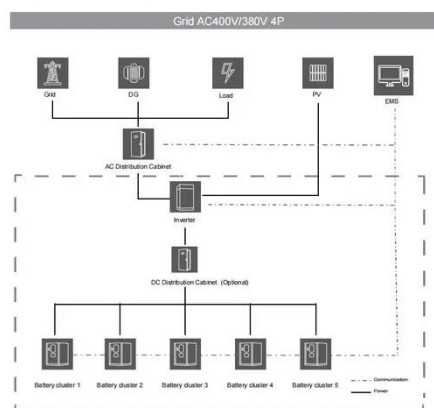 Grid AC400V/380V 4P
Grid
DG
Load
PV
EMS
AC Distribution Cabinet
Inverter
DC Distribution Cabinet (Optional)
Battery cluster 1
Battery cluster 2
Battery cluster 3
Battery cluster 4
Battery cluster 5
Communication
Power